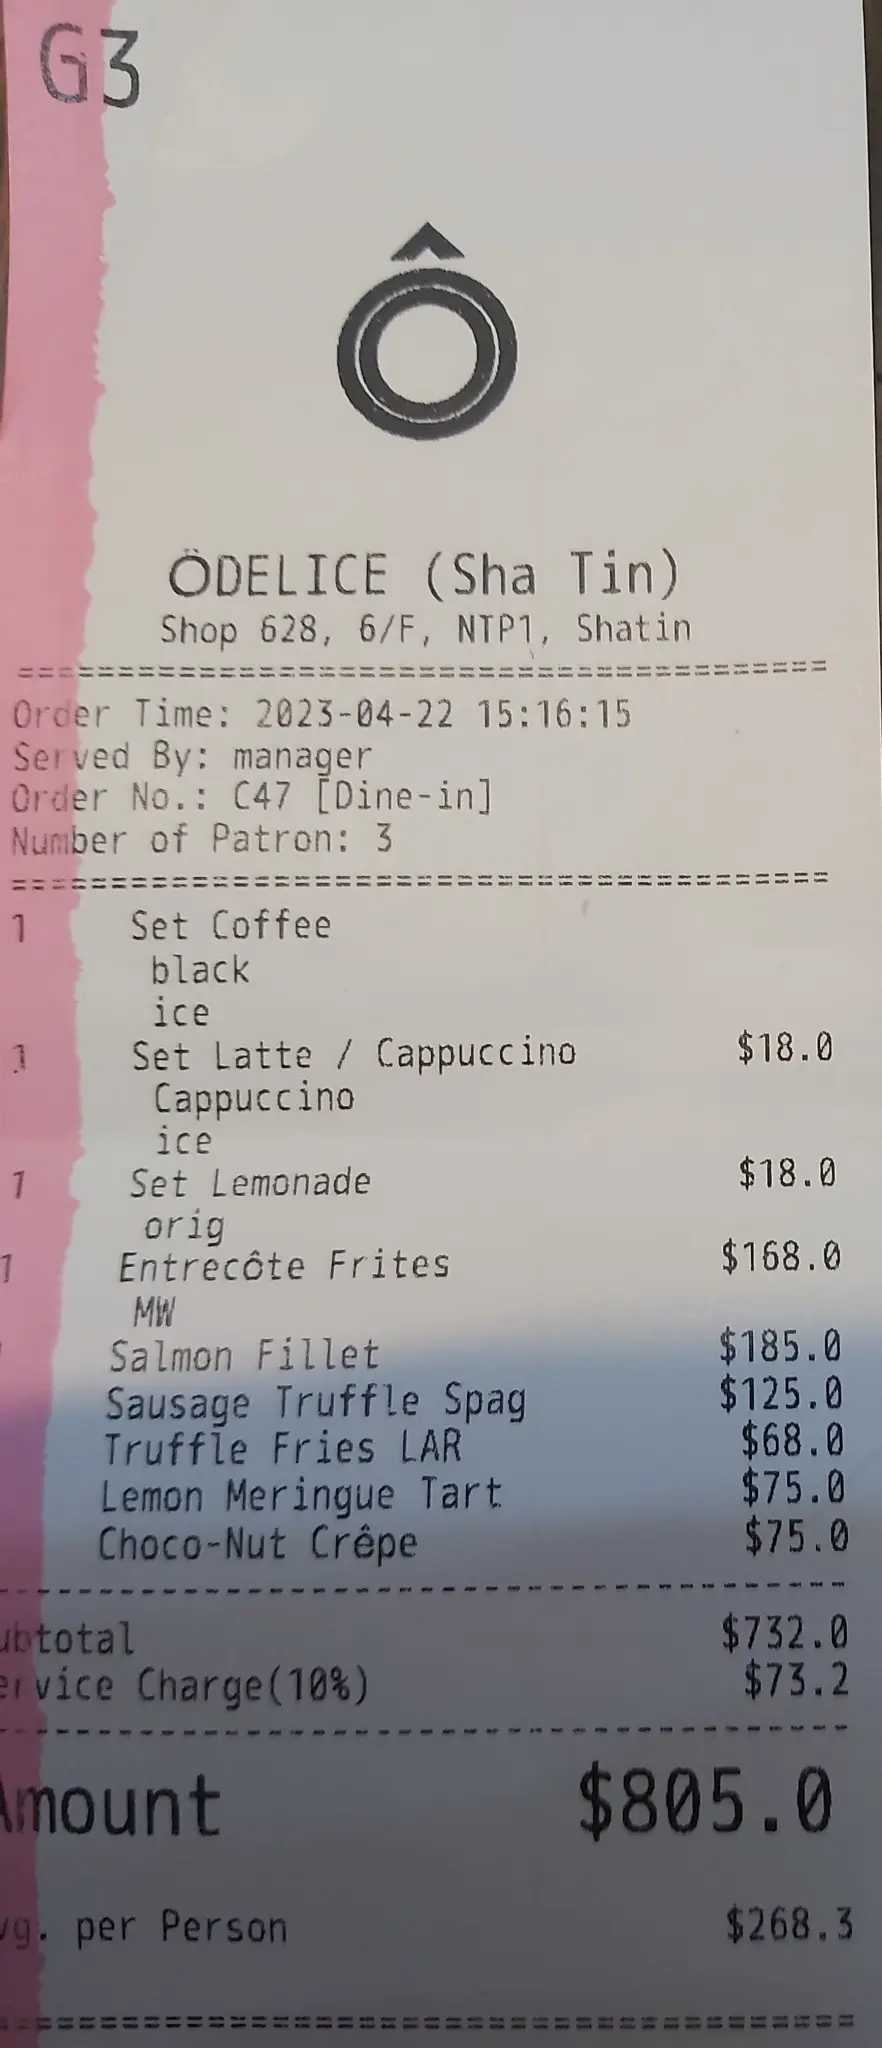 G3
Ô
ÖDELICE (Sha Tin)
Shop 628, 6/F, NTP1, Shatin
=========================================
Order Time: 2023-04-22 15:16:15
Served By: manager
Order No.: C47 [Dine-in]
Number of Patron: 3
=========================================
1 Set Coffee
black
ice
1 Set Latte / Cappuccino $18.0
Cappuccino
ice
1 Set Lemonade $18.0
orig
1 Entrecôte Frites $168.0
MW
Salmon Fillet $185.0
Sausage Truffle Spag $125.0
Truffle Fries LAR $68.0
Lemon Meringue Tart $75.0
Choco-Nut Crêpe $75.0
-----------------------------------------
ubtotal $732.0
ervice Charge(10%) $73.2
-----------------------------------------
Amount $805.0
vg. per Person $268.3
=========================================